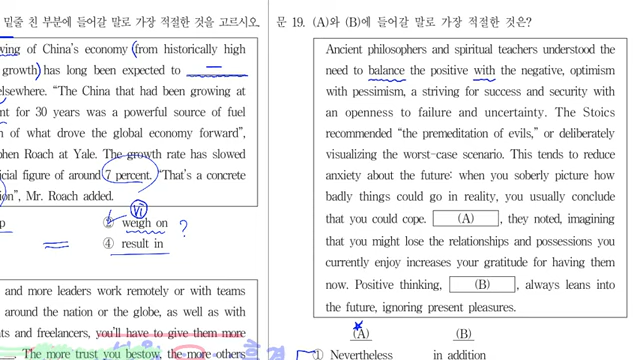 밑줄 친 부분에 들어갈 말로 가장 적절한 것을 고르시오.
wing of China's economy from historically high
growth) has long been expected to
elsewhere. "The China that had been growing at
nt for 30 years was a powerful source of fuel
n of what drove the global economy forward",
phen Roach at Yale. The growth rate has slowed
icial figure of around 7 percent. "That's a concrete
ion", Mr. Roach added.
p ② weigh on ?
④ result in
and more leaders work remotely or with teams
around the nation or the globe, as well as with
nts and freelancers, you'll have to give them more
The more trust you bestow, the more others
문 19. (A)와 (B)에 들어갈 말로 가장 적절한 것은?
Ancient philosophers and spiritual teachers understood the
need to balance the positive with the negative, optimism
with pessimism, a striving for success and security with
an openness to failure and uncertainty. The Stoics
recommended "the premeditation of evils," or deliberately
visualizing the worst-case scenario. This tends to reduce
anxiety about the future: when you soberly picture how
badly things could go in reality, you usually conclude
that you could cope. (A) , they noted, imagining
that you might lose the relationships and possessions you
currently enjoy increases your gratitude for having them
now. Positive thinking, (B) , always leans into
the future, ignoring present pleasures.
(A) (B)
① Nevertheless in addition